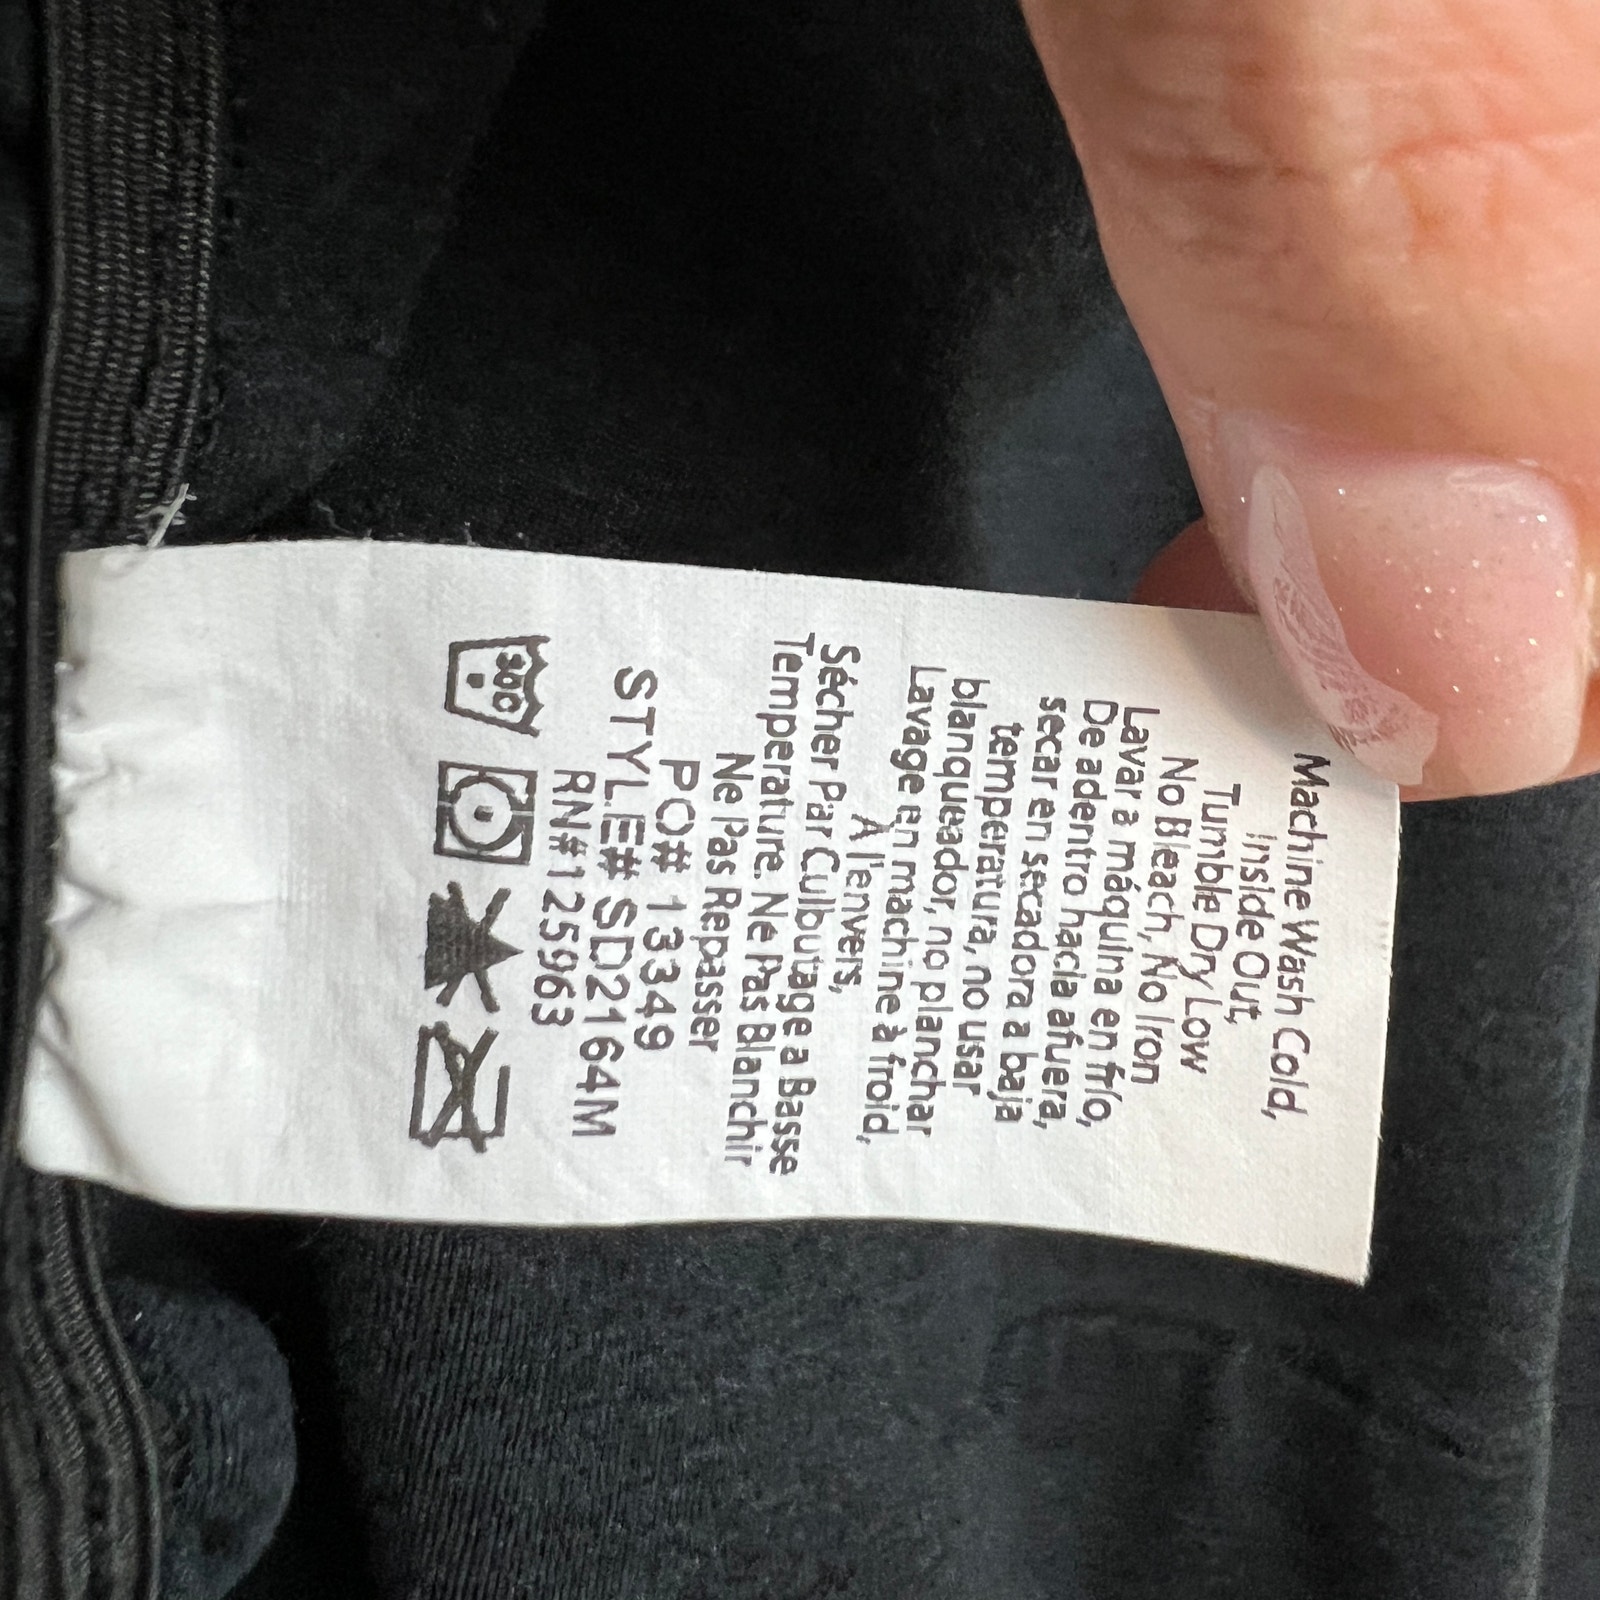 Machine Wash Cold,
Inside Out,
Tumble Dry Low
No Bleach, No Iron
Lavar a máquina en frío,
De adentro hacia afuera,
secar en secadora a baja
temperatura, no usar
blanqueador, no planchar
Lavage en machine à froid,
À l'envers,
Sécher Par Culbutage a Basse
Temperature. Ne Pas Blanchir
Ne Pas Repasser
PO# 13349
STYLE# SD2164M
RN#125963
30C